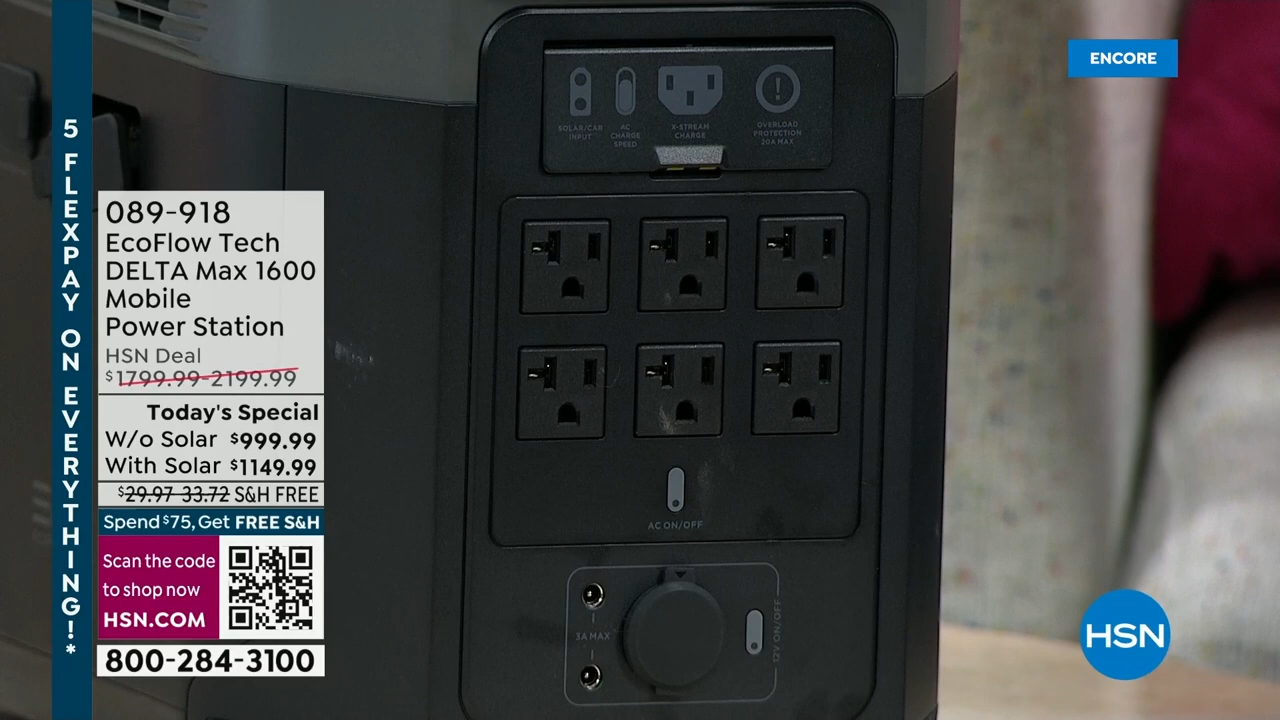 5 FLEXPAY ON EVERYTHING!*
089-918
EcoFlow Tech
DELTA Max 1600
Mobile
Power Station
HSN Deal
$1799.99-2199.99
Today's Special
W/o Solar $999.99
With Solar $1149.99
$29.97-33.72 S&H FREE
Spend $75, Get FREE S&H
Scan the code
to shop now
HSN.COM
800-284-3100
SOLAR/CAR
INPUT
AC
CHARGE
SPEED
X-STREAM
CHARGE
OVERLOAD
PROTECTION
20A MAX
AC ON/OFF
3A MAX
12V ON/OFF
ENCORE
HSN